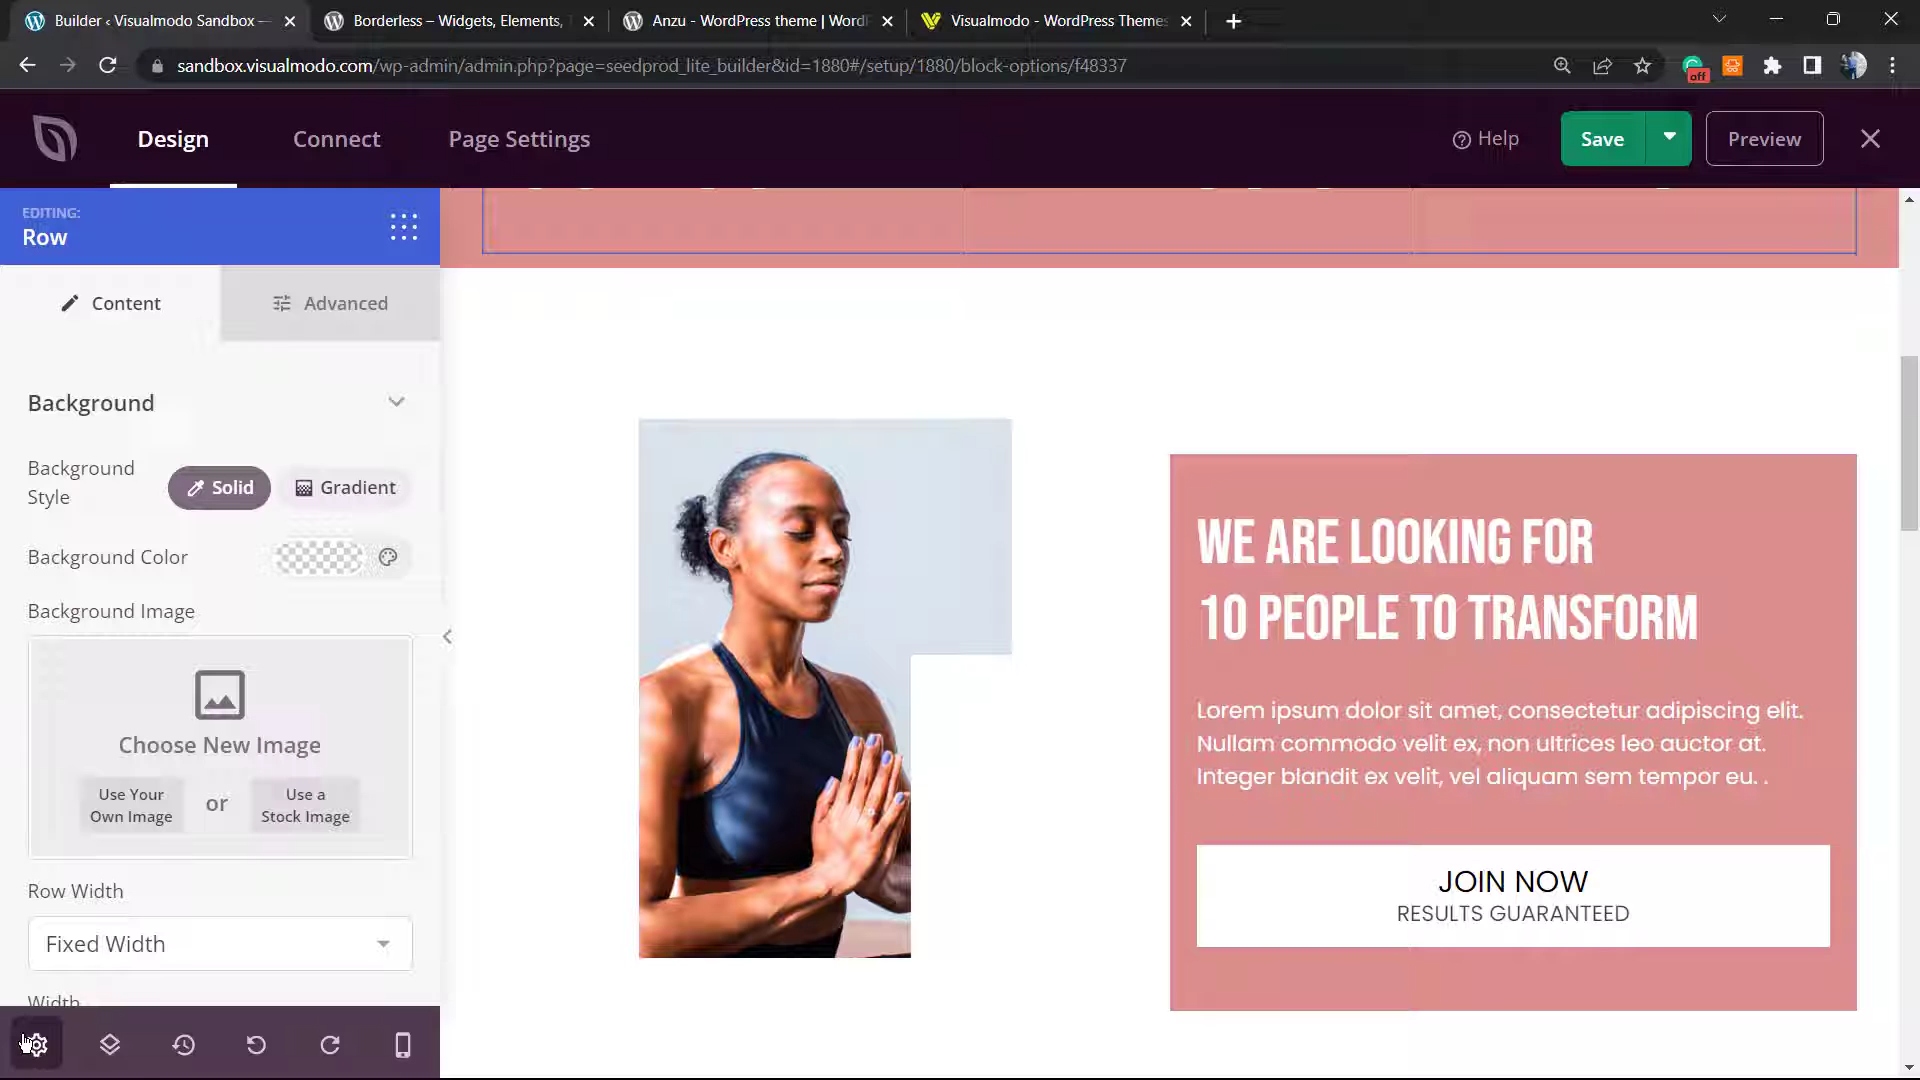 Builder ‹ Visualmodo Sandbox —
Borderless – Widgets, Elements,
Anzu - WordPress theme | Word
Visualmodo - WordPress Themes
sandbox.visualmodo.com/wp-admin/admin.php?page=seedprod_lite_builder&id=1880#/setup/1880/block-options/f48337
off
Design
Connect
Page Settings
Help
Save
Preview
EDITING:
Row
Content
Advanced
Background
Background
Style
Solid
Gradient
Background Color
Background Image
Choose New Image
Use Your
Own Image
or
Use a
Stock Image
Row Width
Fixed Width
Width
WE ARE LOOKING FOR
10 PEOPLE TO TRANSFORM
Lorem ipsum dolor sit amet, consectetur adipiscing elit.
Nullam commodo velit ex, non ultrices leo auctor at.
Integer blandit ex velit, vel aliquam sem tempor eu. .
JOIN NOW
RESULTS GUARANTEED